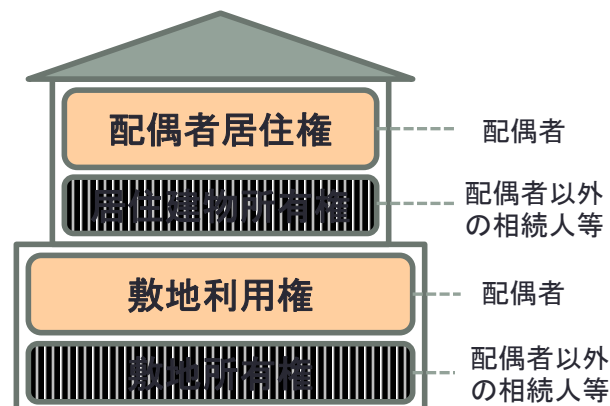 配偶者居住権
配偶者
居住建物所有権
配偶者以外
の相続人等
敷地利用権
配偶者
敷地所有権
配偶者以外
の相続人等